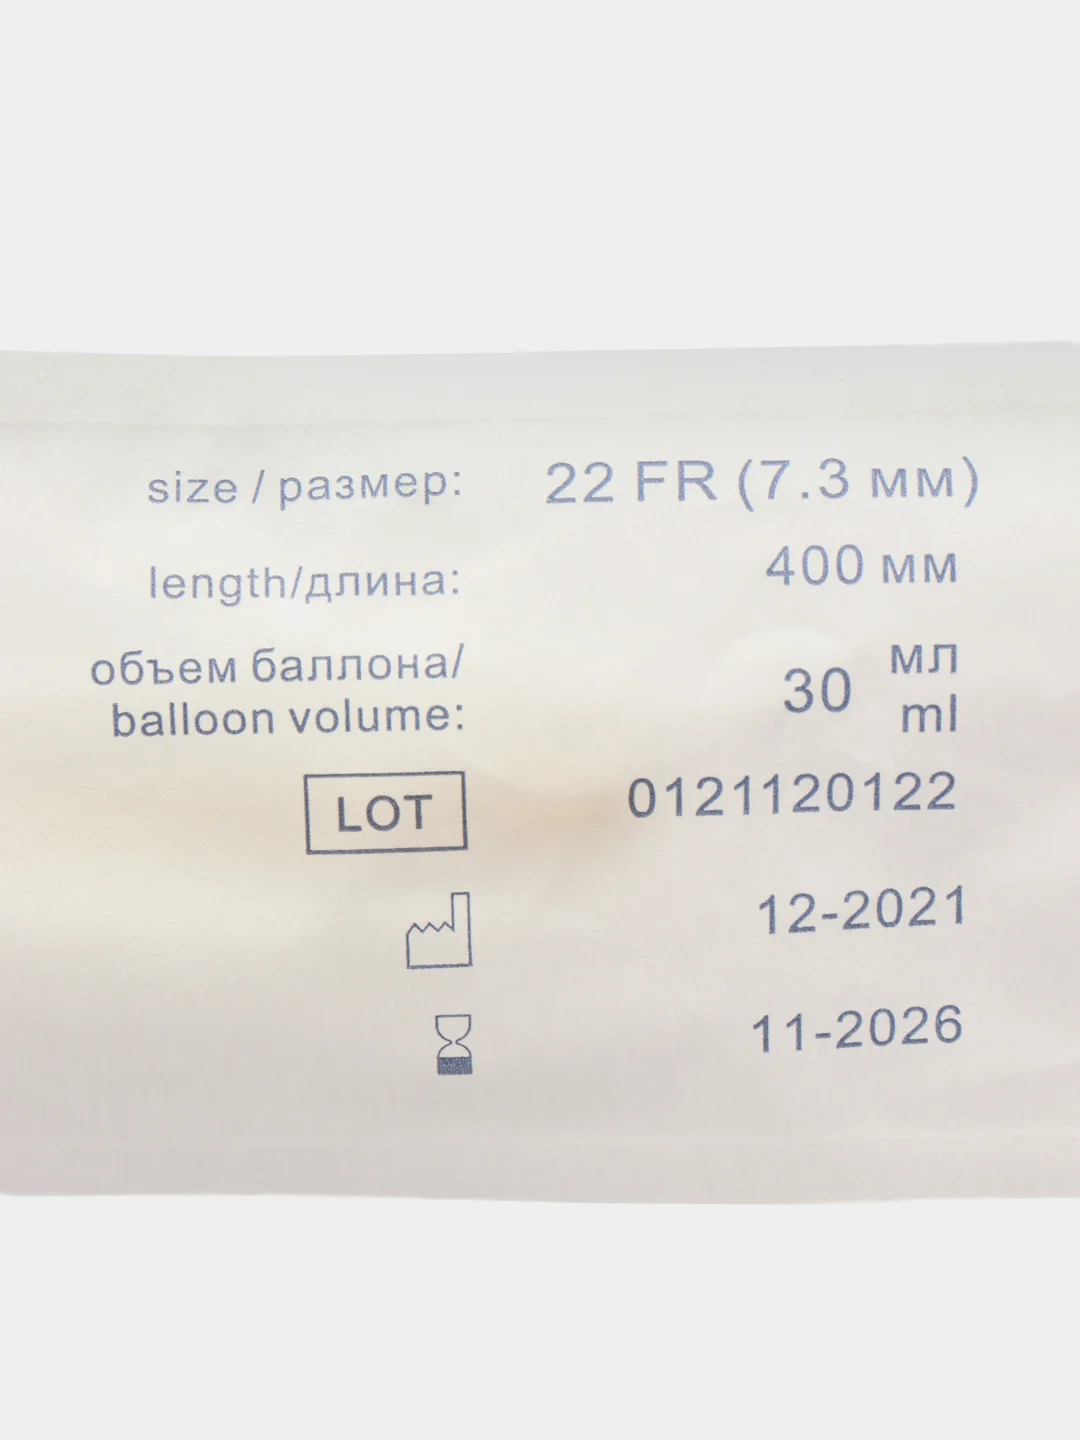 size / размер: 22 FR (7.3 мм)
length/длина: 400 мм
объем баллона/ мл
balloon volume: 30 ml
LOT 0121120122
12-2021
11-2026